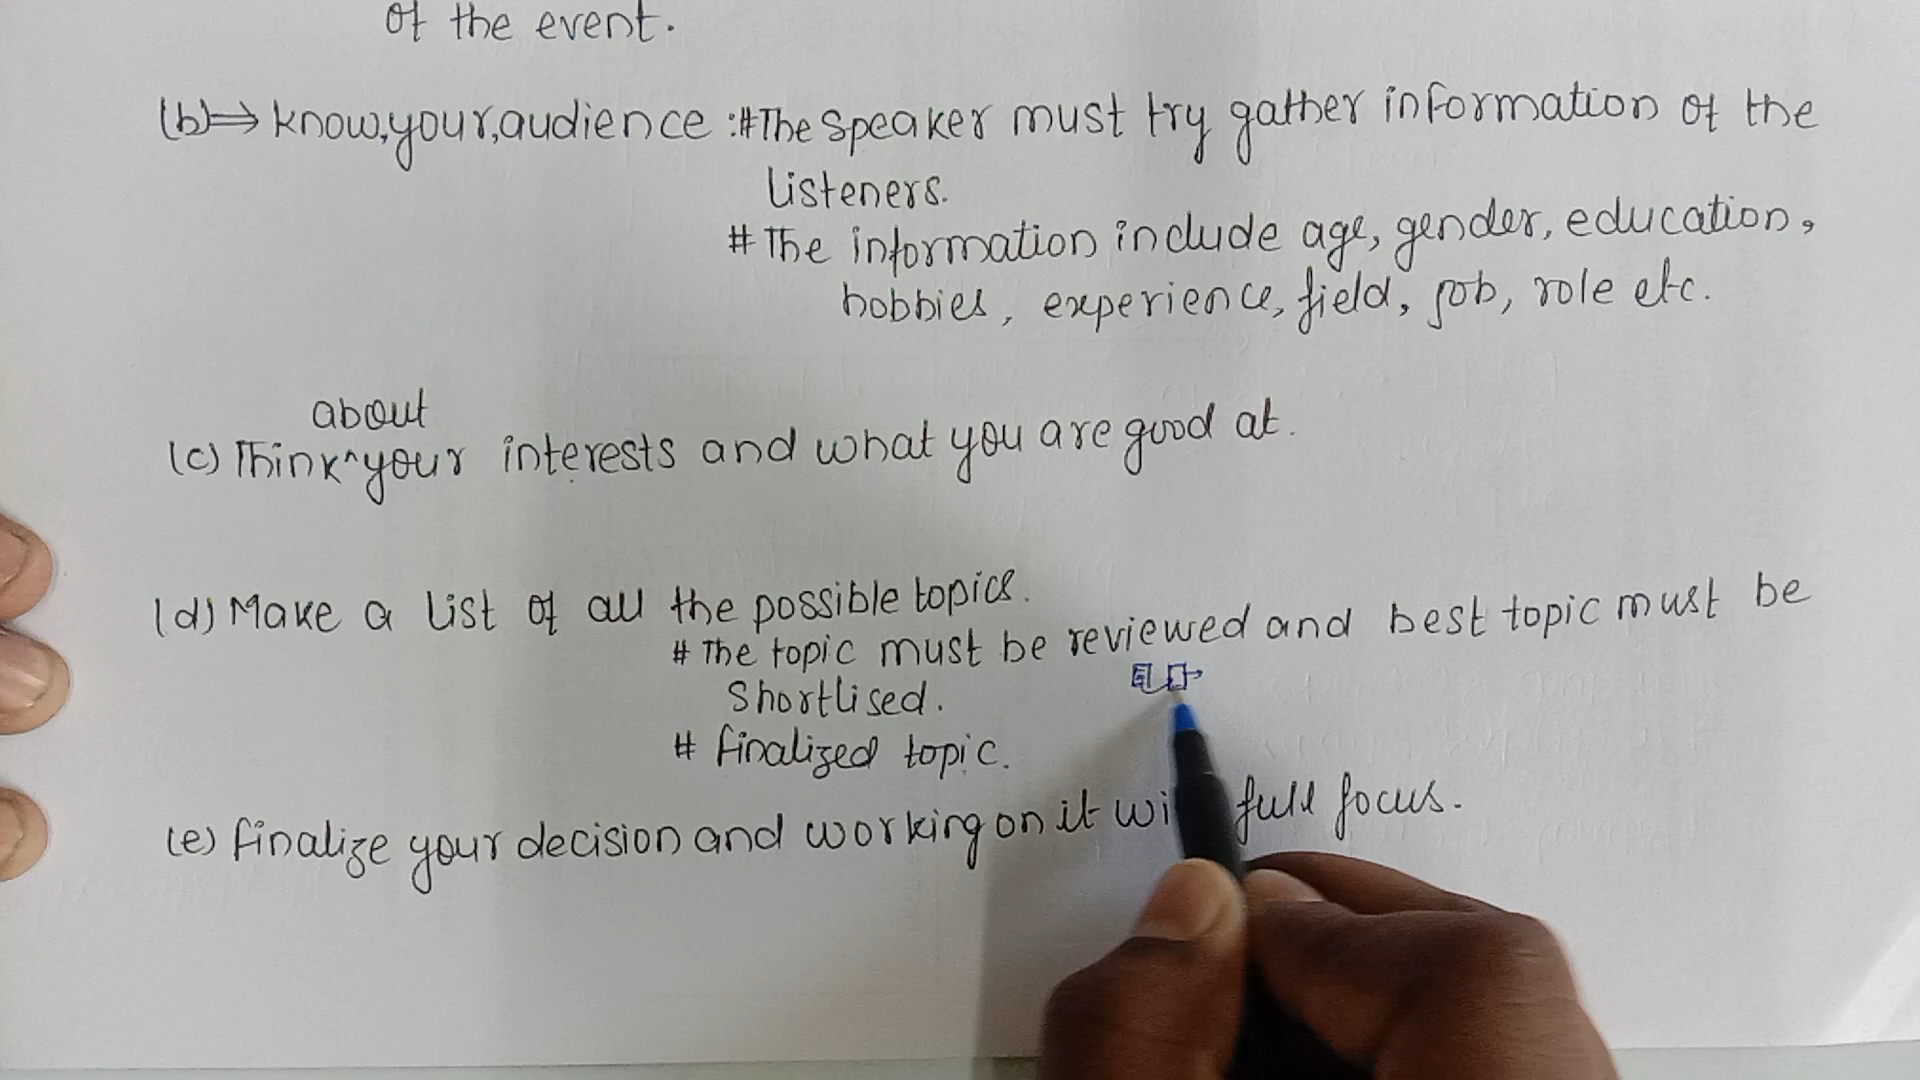 of the event.
(b)⇒ know,your,audience :#The speaker must try gather information of the
listeners.
# The information include age, gender, education,
hobbies, experience, field, job, role etc.
about
(c) Think^your interests and what you are good at.
(d) Make a list of all the possible topics.
# The topic must be reviewed and best topic must be
Shortlised.
# finalized topic.
(e) finalize your decision and working on it wi full focus.